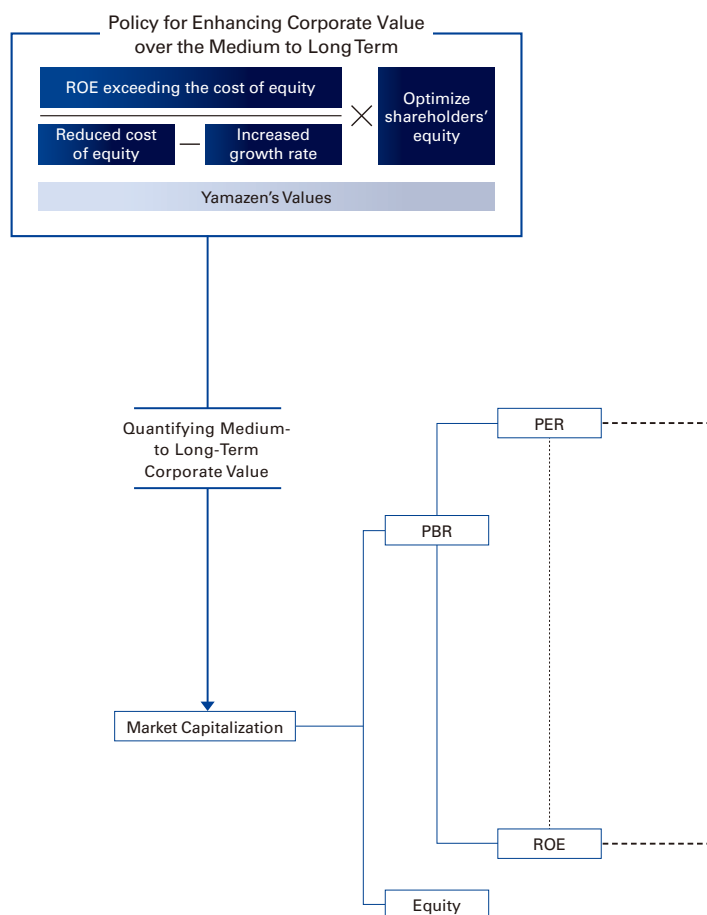 Policy for Enhancing Corporate Value
over the Medium to Long Term
ROE exceeding the cost of equity
Reduced cost
of equity
—
Increased
growth rate
×
Optimize
shareholders'
equity
Yamazen's Values
Quantifying Medium-
to Long-Term
Corporate Value
PER
PBR
Market Capitalization
ROE
Equity